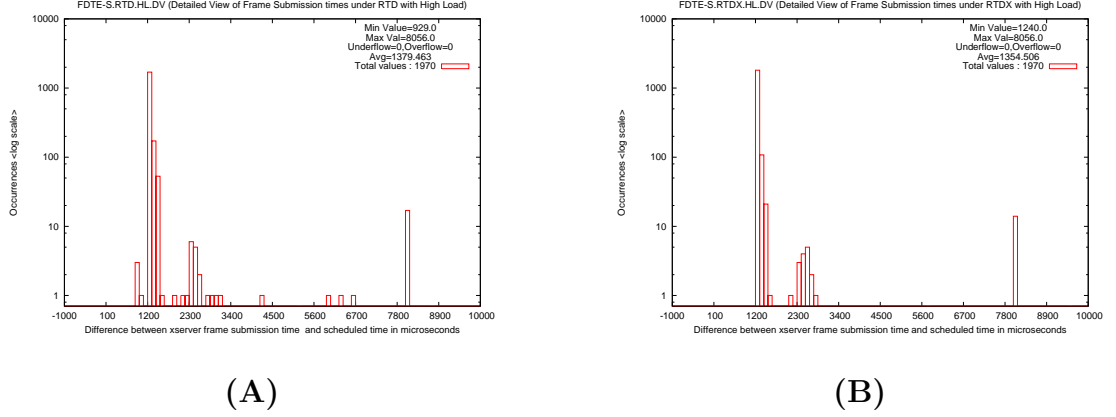 FDTE-S.RTD.HL.DV (Detailed View of Frame Submission times under RTD with High Load)
10000
1000
100
10
1
Occurrences <log scale>
Min Value=929.0
Max Val=8056.0
Underflow=0,Overflow=0
Avg=1379.463
Total values : 1970
-1000 100 1200 2300 3400 4500 5600 6700 7800 8900 10000
Difference between xserver frame submission time and scheduled time in microseconds
(A)
FDTE-S.RTDX.HL.DV (Detailed View of Frame Submission times under RTDX with High Load)
10000
1000
100
10
1
Occurrences <log scale>
Min Value=1240.0
Max Val=8056.0
Underflow=0,Overflow=0
Avg=1354.506
Total values : 1970
-1000 100 1200 2300 3400 4500 5600 6700 7800 8900 10000
Difference between xserver frame submission time and scheduled time in microseconds
(B)